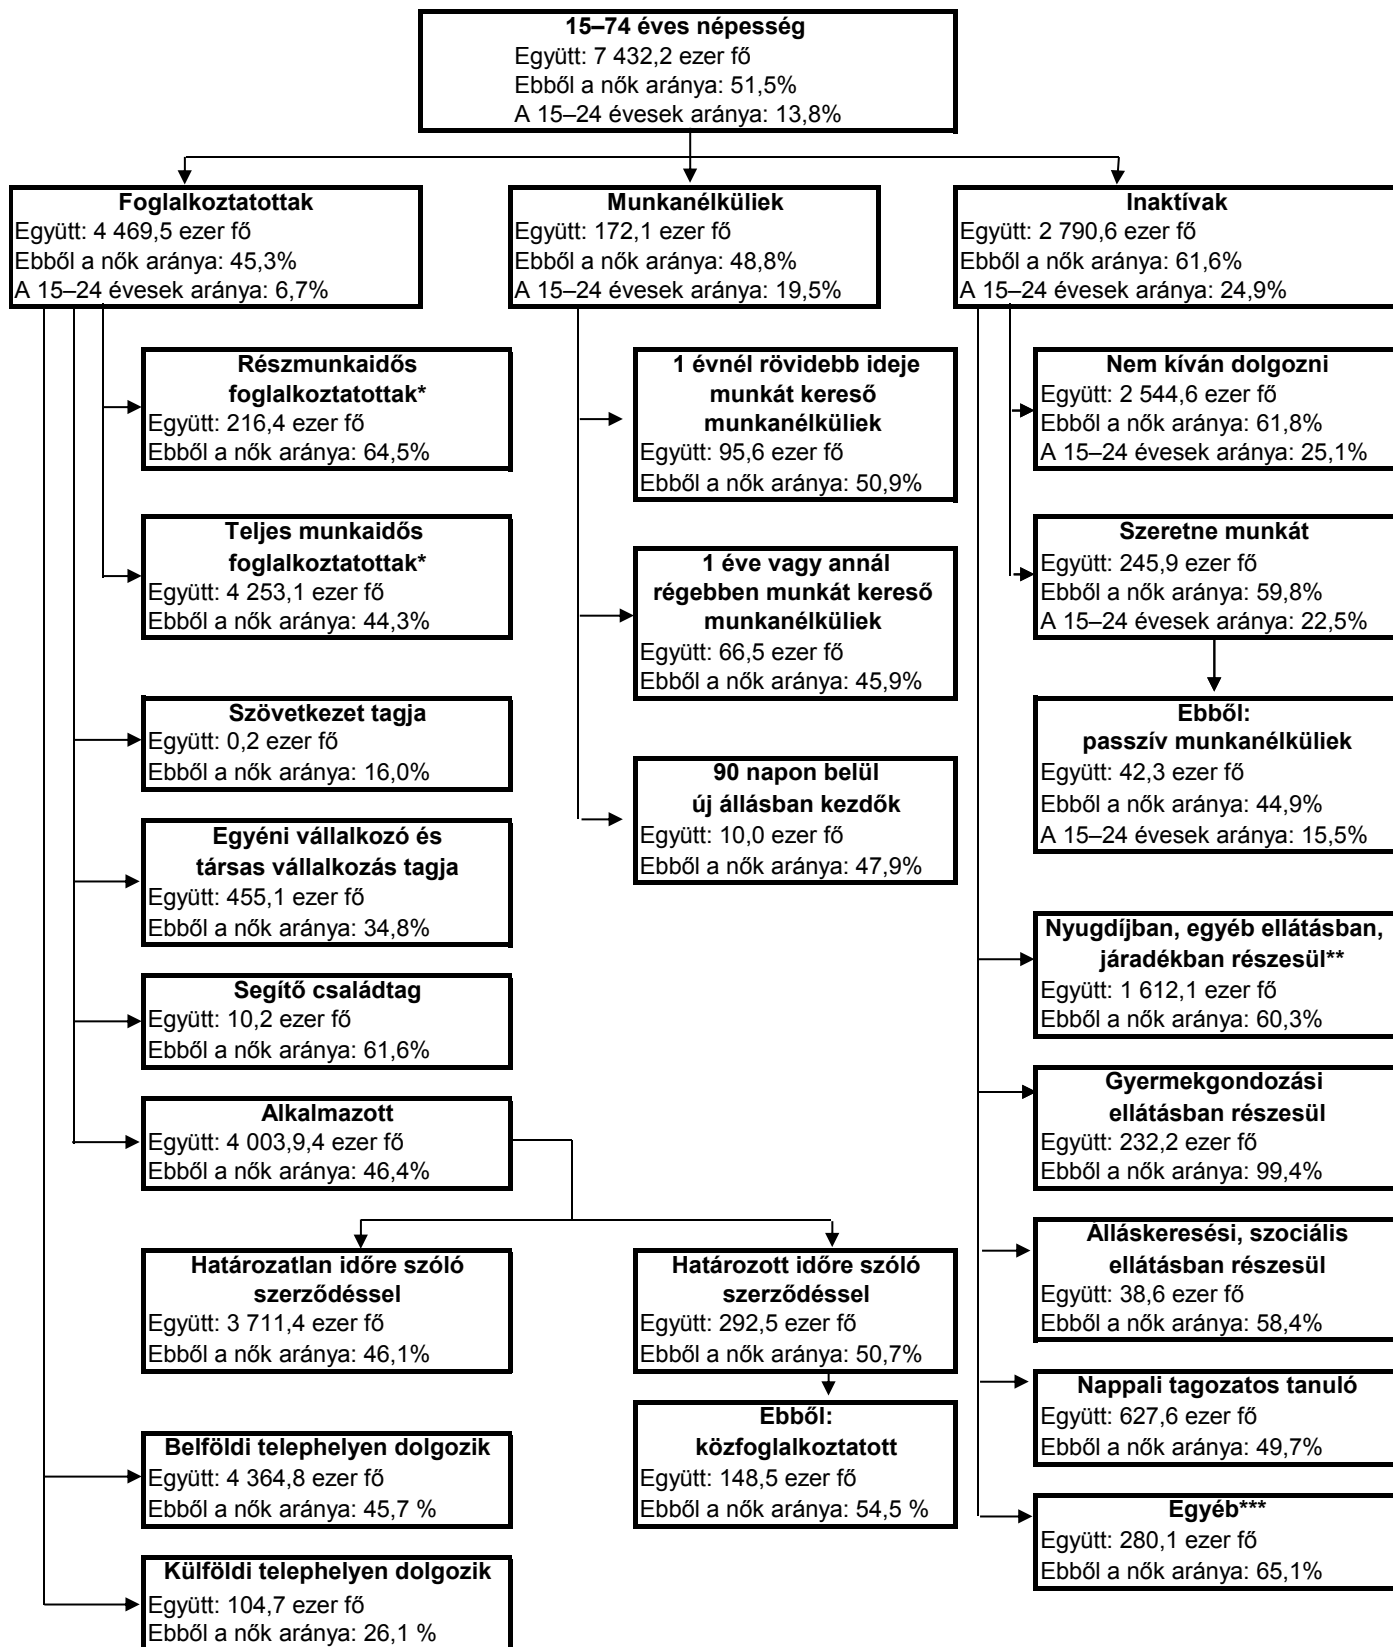 15–74 éves népesség
Együtt: 7 432,2 ezer fő
Ebből a nők aránya: 51,5%
A 15–24 évesek aránya: 13,8%
Foglalkoztatottak
Együtt: 4 469,5 ezer fő
Ebből a nők aránya: 45,3%
A 15–24 évesek aránya: 6,7%
Munkanélküliek
Együtt: 172,1 ezer fő
Ebből a nők aránya: 48,8%
A 15–24 évesek aránya: 19,5%
Inaktívak
Együtt: 2 790,6 ezer fő
Ebből a nők aránya: 61,6%
A 15–24 évesek aránya: 24,9%
Részmunkaidős
foglalkoztatottak*
Együtt: 216,4 ezer fő
Ebből a nők aránya: 64,5%
Teljes munkaidős
foglalkoztatottak*
Együtt: 4 253,1 ezer fő
Ebből a nők aránya: 44,3%
Szövetkezet tagja
Együtt: 0,2 ezer fő
Ebből a nők aránya: 16,0%
Egyéni vállalkozó és
társas vállalkozás tagja
Együtt: 455,1 ezer fő
Ebből a nők aránya: 34,8%
Segítő családtag
Együtt: 10,2 ezer fő
Ebből a nők aránya: 61,6%
Alkalmazott
Együtt: 4 003,9,4 ezer fő
Ebből a nők aránya: 46,4%
Határozatlan időre szóló
szerződéssel
Együtt: 3 711,4 ezer fő
Ebből a nők aránya: 46,1%
Belföldi telephelyen dolgozik
Együtt: 4 364,8 ezer fő
Ebből a nők aránya: 45,7 %
Külföldi telephelyen dolgozik
Együtt: 104,7 ezer fő
Ebből a nők aránya: 26,1 %
1 évnél rövidebb ideje
munkát kereső
munkanélküliek
Együtt: 95,6 ezer fő
Ebből a nők aránya: 50,9%
1 éve vagy annál
régebben munkát kereső
munkanélküliek
Együtt: 66,5 ezer fő
Ebből a nők aránya: 45,9%
90 napon belül
új állásban kezdők
Együtt: 10,0 ezer fő
Ebből a nők aránya: 47,9%
Határozott időre szóló
szerződéssel
Együtt: 292,5 ezer fő
Ebből a nők aránya: 50,7%
Ebből:
közfoglalkoztatott
Együtt: 148,5 ezer fő
Ebből a nők aránya: 54,5 %
Nem kíván dolgozni
Együtt: 2 544,6 ezer fő
Ebből a nők aránya: 61,8%
A 15–24 évesek aránya: 25,1%
Szeretne munkát
Együtt: 245,9 ezer fő
Ebből a nők aránya: 59,8%
A 15–24 évesek aránya: 22,5%
Ebből:
passzív munkanélküliek
Együtt: 42,3 ezer fő
Ebből a nők aránya: 44,9%
A 15–24 évesek aránya: 15,5%
Nyugdíjban, egyéb ellátásban,
járadékban részesül**
Együtt: 1 612,1 ezer fő
Ebből a nők aránya: 60,3%
Gyermekgondozási
ellátásban részesül
Együtt: 232,2 ezer fő
Ebből a nők aránya: 99,4%
Álláskeresési, szociális
ellátásban részesül
Együtt: 38,6 ezer fő
Ebből a nők aránya: 58,4%
Nappali tagozatos tanuló
Együtt: 627,6 ezer fő
Ebből a nők aránya: 49,7%
Egyéb***
Együtt: 280,1 ezer fő
Ebből a nők aránya: 65,1%